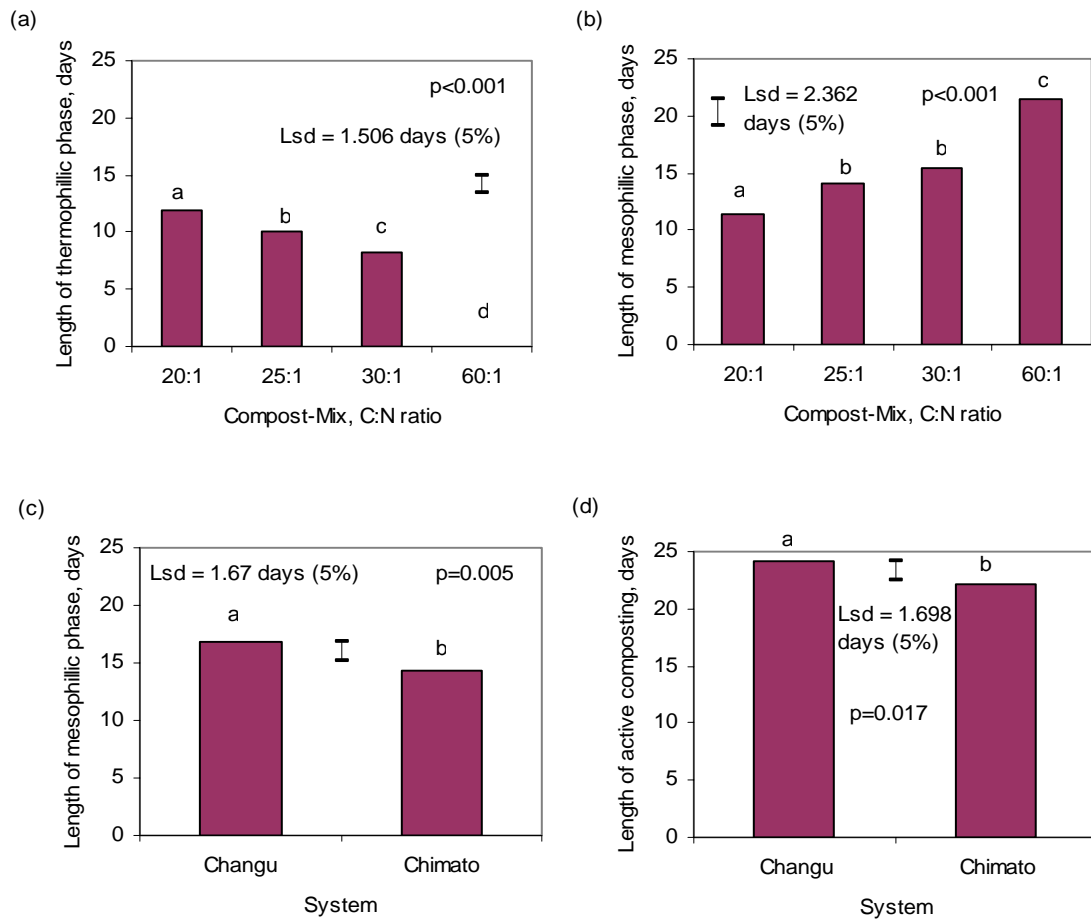 (a)
Length of thermophillic phase, days
25
20
15
10
5
0
p<0.001
Lsd = 1.506 days (5%)
a
b
c
d
20:1 25:1 30:1 60:1
Compost-Mix, C:N ratio
(b)
Length of mesophillic phase, days
25
20
15
10
5
0
Lsd = 2.362
days (5%)
p<0.001
a
b
b
c
20:1 25:1 30:1 60:1
Compost-Mix, C:N ratio
(c)
Length of mesophillic phase, days
25
20
15
10
5
0
Lsd = 1.67 days (5%)
p=0.005
a
b
Changu Chimato
System
(d)
Length of active composting, days
25
20
15
10
5
0
a
b
Lsd = 1.698
days (5%)
p=0.017
Changu Chimato
System